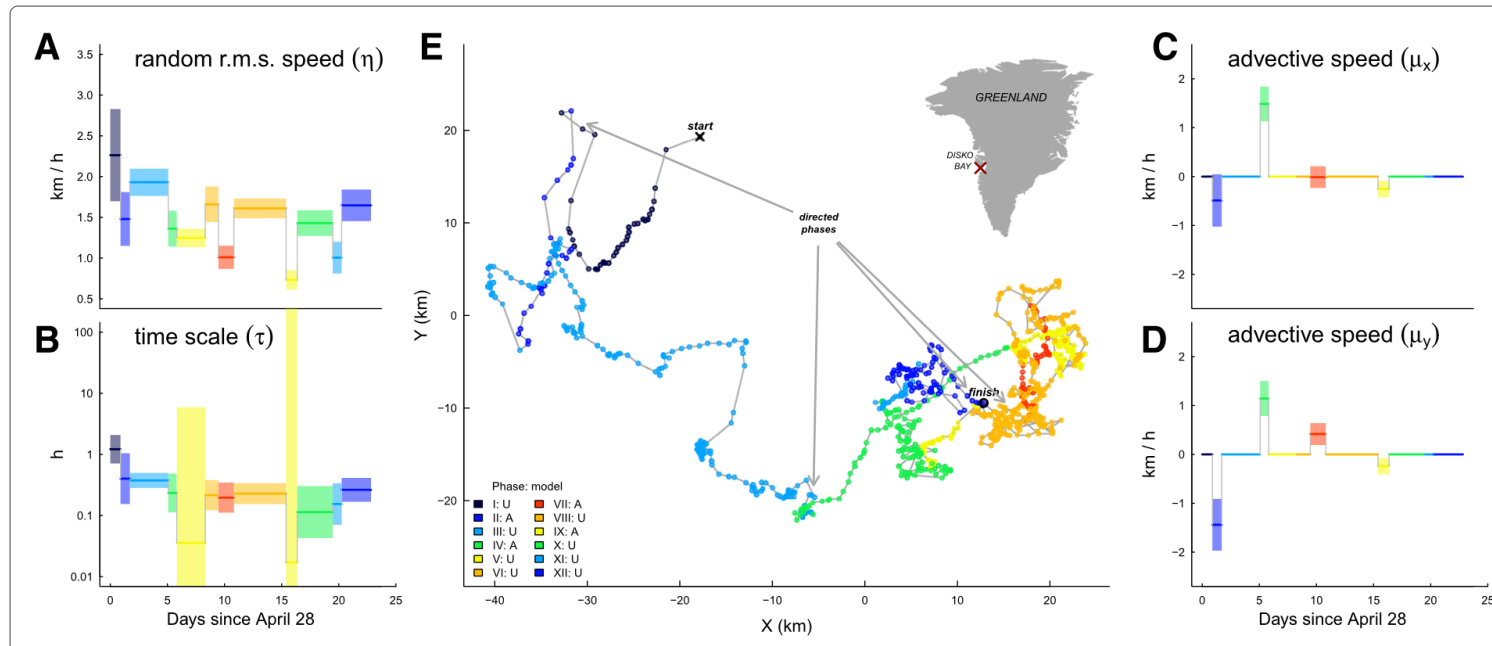 A
random r.m.s. speed (η)
3.5
3.0
2.5
2.0
1.5
1.0
0.5
km / h
B
time scale (τ)
100
10
1
0.1
0.01
h
0 5 10 15 20 25
Days since April 28
E
20
10
0
−10
−20
Y (km)
start
GREENLAND
DISKO
BAY
directed
phases
finish
Phase: model
I: U
II: A
III: U
IV: A
V: U
VI: U
VII: A
VIII: U
IX: A
X: U
XI: U
XII: U
−40 −30 −20 −10 0 10 20
X (km)
C
advective speed (μx)
2
1
0
−1
−2
km / h
D
advective speed (μy)
2
1
0
−1
−2
km / h
0 5 10 15 20 25
Days since April 28